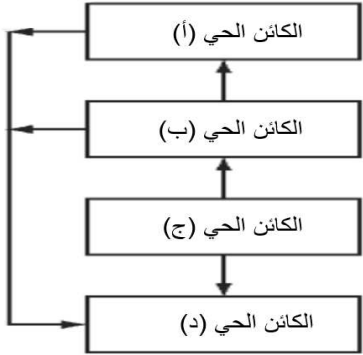 الكائن الحي (أ)
الكائن الحي (ب)
الكائن الحي (ج)
الكائن الحي (د)